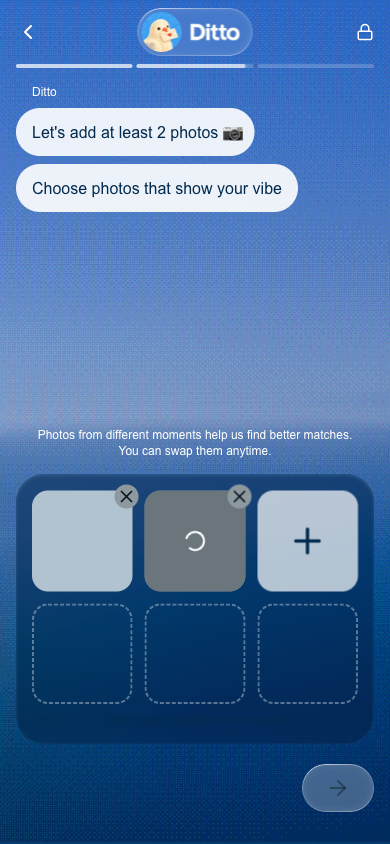 Ditto
Ditto
Let's add at least 2 photos 📷
Choose photos that show your vibe
Photos from different moments help us find better matches.
You can swap them anytime.